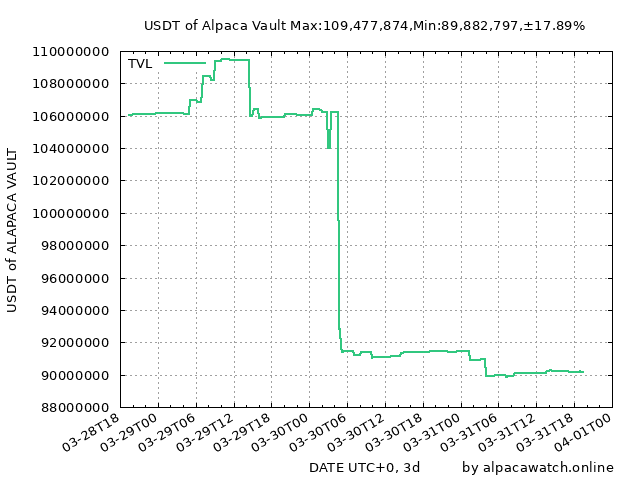 USDT of Alpaca Vault Max:109,477,874,Min:89,882,797,±17.89%
110000000
TVL
108000000
106000000
104000000
102000000
100000000
98000000
96000000
94000000
92000000
90000000
88000000
USDT of ALAPACA VAULT
03-28T18
03-29T00
03-29T06
03-29T12
03-29T18
03-30T00
03-30T06
03-30T12
03-30T18
03-31T00
03-31T06
03-31T12
03-31T18
04-01T00
DATE UTC+0, 3d
by alpacawatch.online